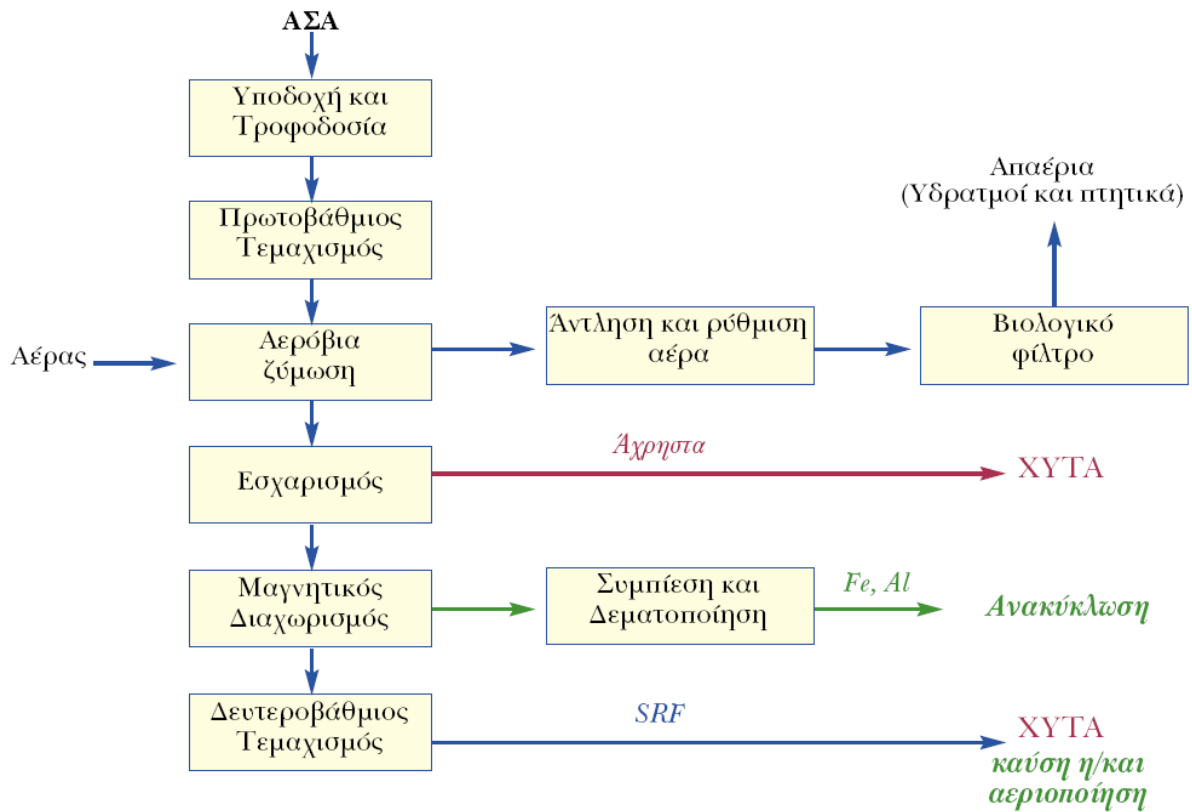 ΑΣΑ
Υποδοχή και
Τροφοδοσία
Πρωτοβάθμιος
Τεμαχισμός
Αέρας
Αερόβια
ζύμωση
Άντληση και ρύθμιση
αέρα
Βιολογικό
φίλτρο
Απαέρια
(Υδρατμοί και πτητικά)
Εσχαρισμός
Άχρηστα
ΧΥΤΑ
Μαγνητικός
Διαχωρισμός
Συμπίεση και
Δεματοποίηση
Fe, Al
Ανακύκλωση
Δευτεροβάθμιος
Τεμαχισμός
SRF
ΧΥΤΑ
καύση η/και
αεριοποίηση